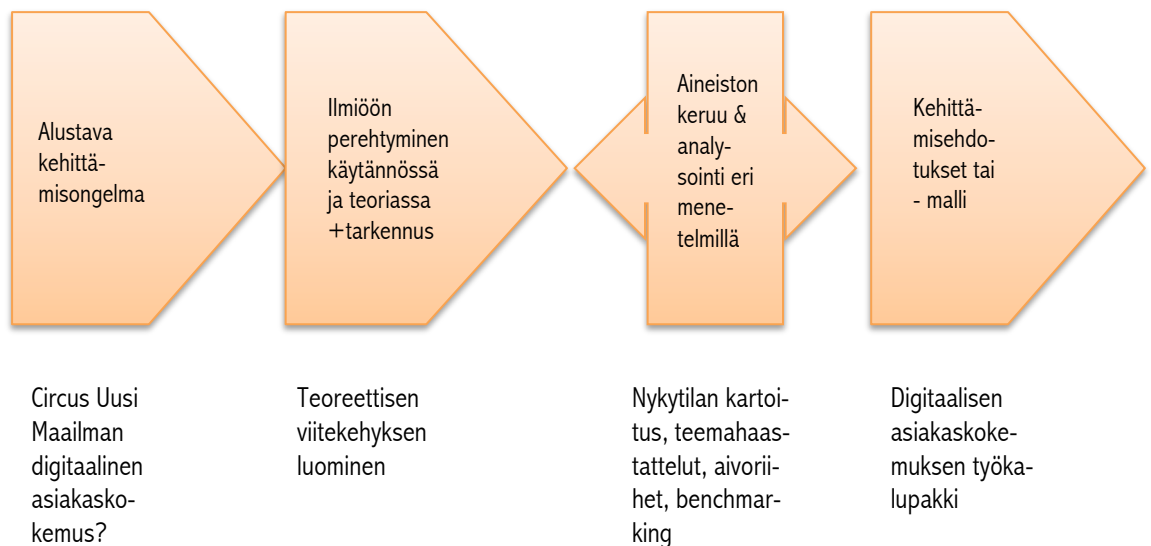 Alustava
kehittä-
misongelma
Ilmiöön
perehtyminen
käytännössä
ja teoriassa
+tarkennus
Aineiston
keruu &
analy-
sointi eri
mene-
telmillä
Kehittä-
misehdo-
tukset tai
- malli
Circus Uusi
Maailman
digitaalinen
asiakasko-
kemus?
Teoreettisen
viitekehyksen
luominen
Nykytilan kartoi-
tus, teemahaas-
tattelut, aivorii-
het, benchmar-
king
Digitaalisen
asiakaskoke-
muksen työka-
lupakki